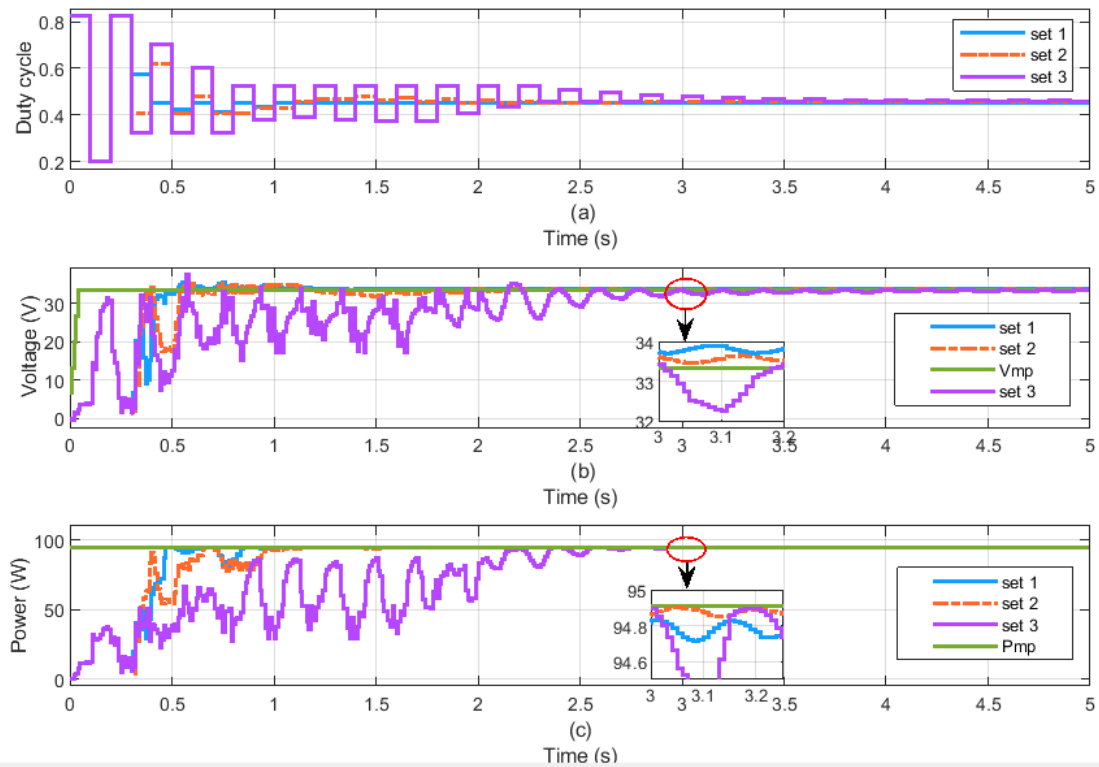 Duty cycle
0.8
0.6
0.4
0.2
set 1
set 2
set 3
0 0.5 1 1.5 2 2.5 3 3.5 4 4.5 5
(a)
Time (s)
Voltage (V)
30
20
10
0
set 1
set 2
Vmp
set 3
34
33
32
3 3.1 3.2
0 0.5 1 1.5 2 2.5 3 3.5 4 4.5 5
(b)
Time (s)
Power (W)
100
50
0
set 1
set 2
set 3
Pmp
95
94.8
94.6
3 3.1 3.2
0 0.5 1 1.5 2 2.5 3 3.5 4 4.5 5
(c)
Time (s)